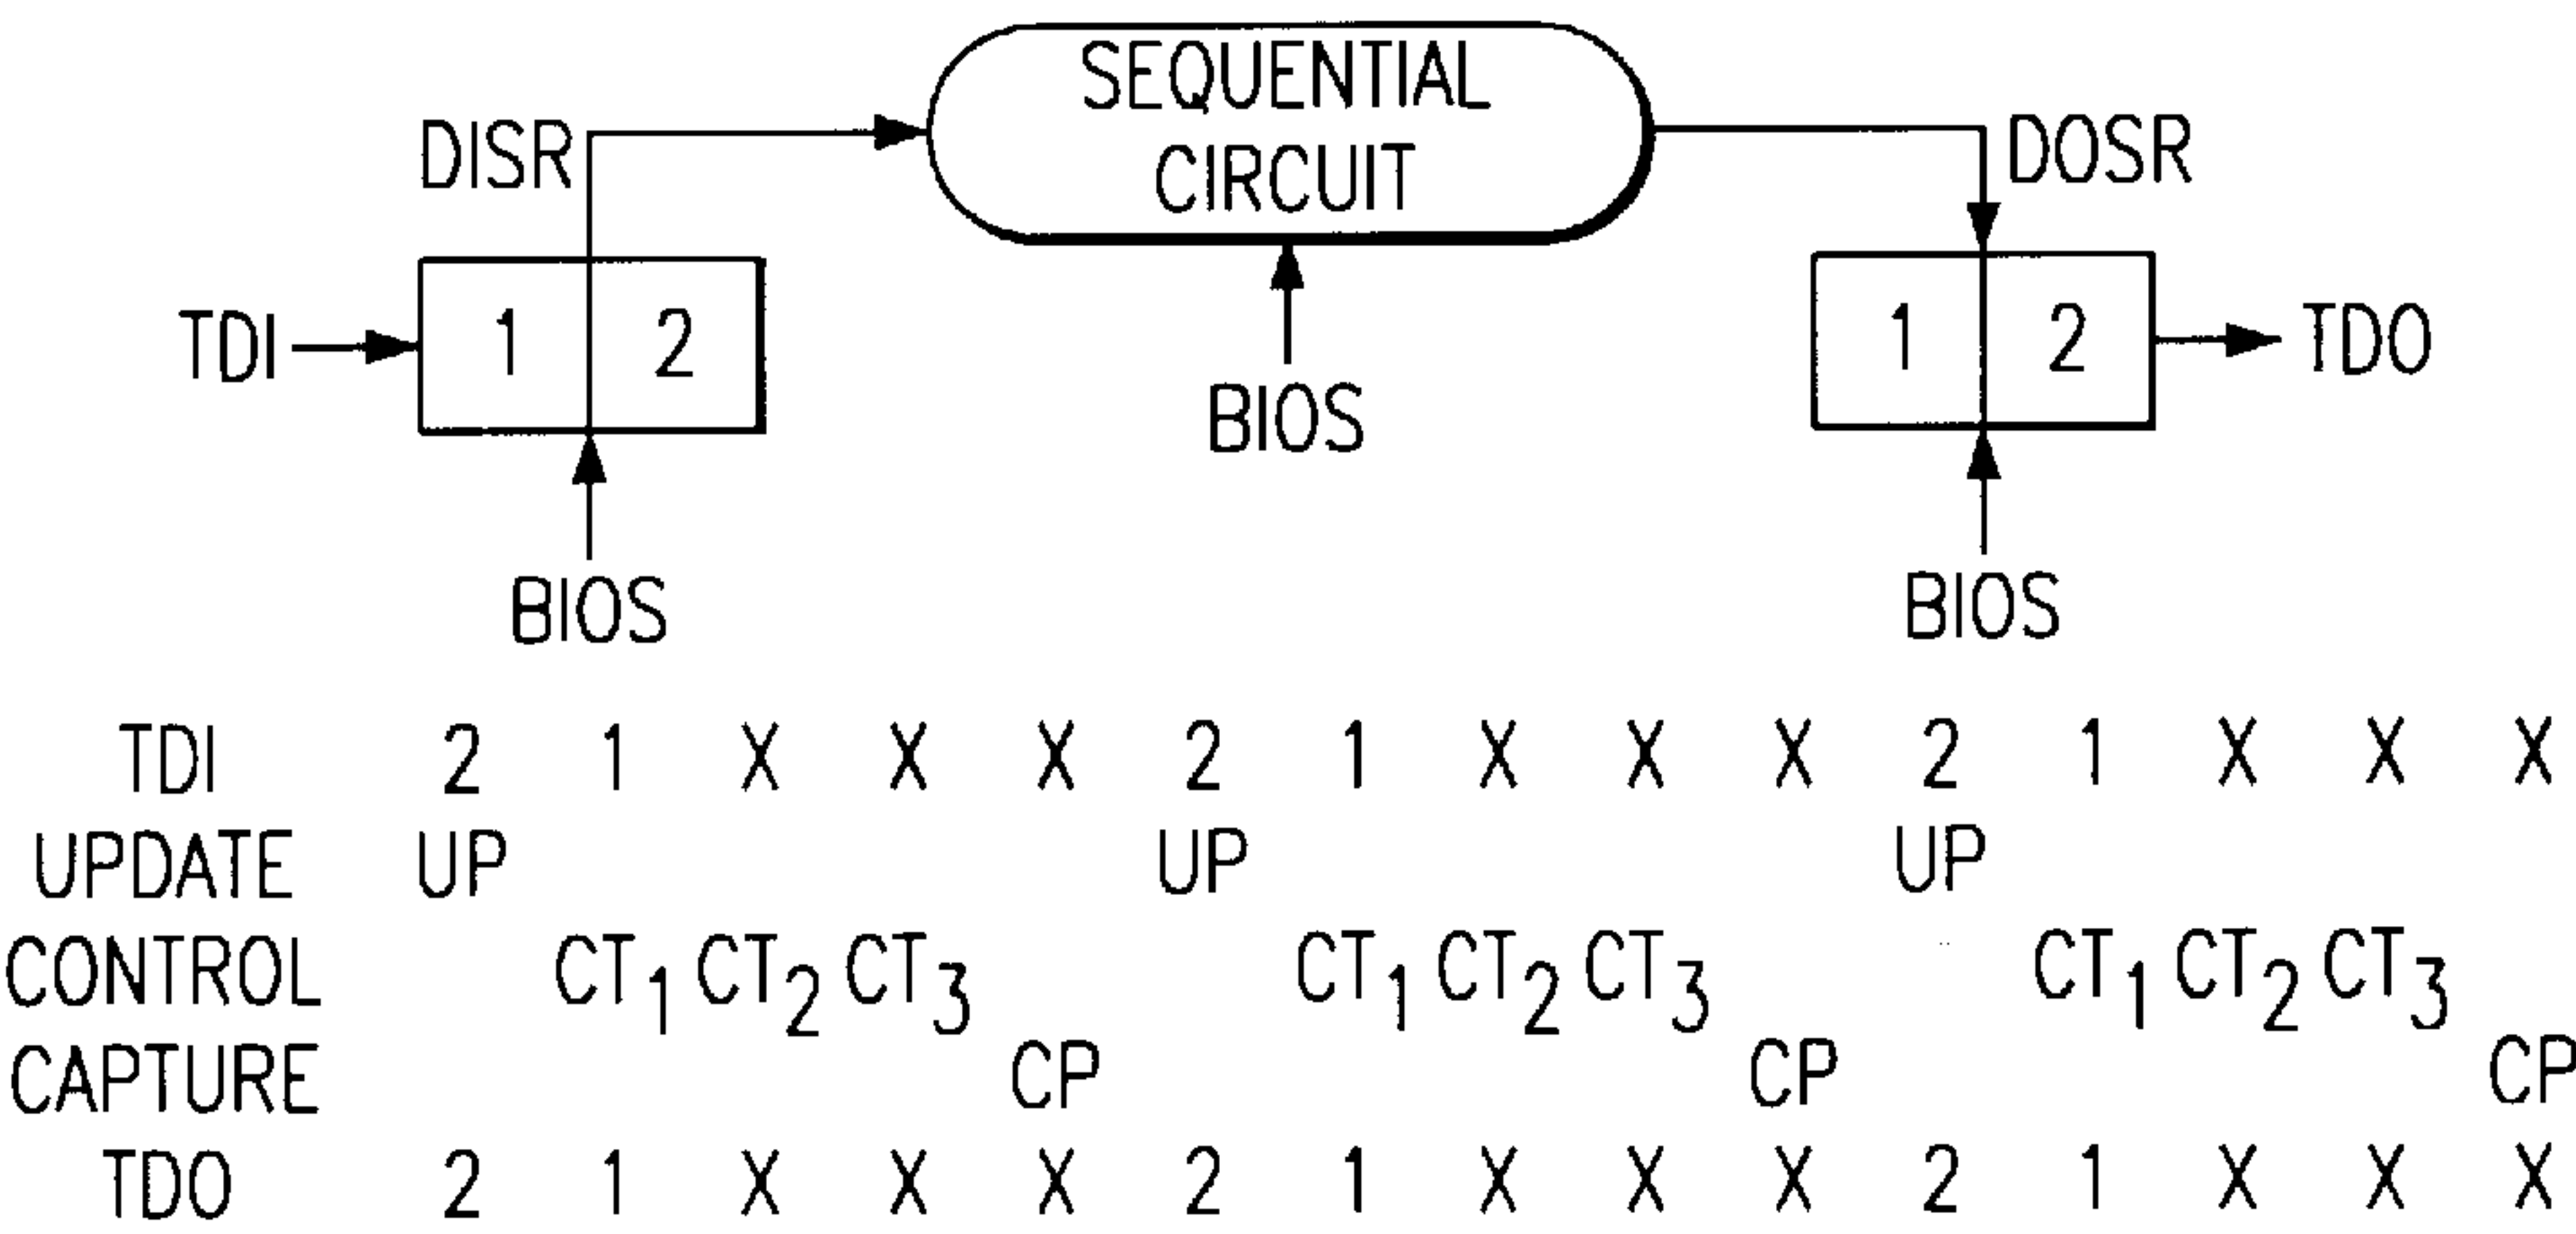 SEQUENTIAL
CIRCUIT
DISR
DOSR
TDI
1 2
1 2
TDO
BIOS
BIOS
BIOS
TDI 2 1 X X X 2 1 X X X 2 1 X X X
UPDATE UP UP UP
CONTROL CT1 CT2 CT3 CT1 CT2 CT3 CT1 CT2 CT3
CAPTURE CP CP CP
TDO 2 1 X X X 2 1 X X X 2 1 X X X